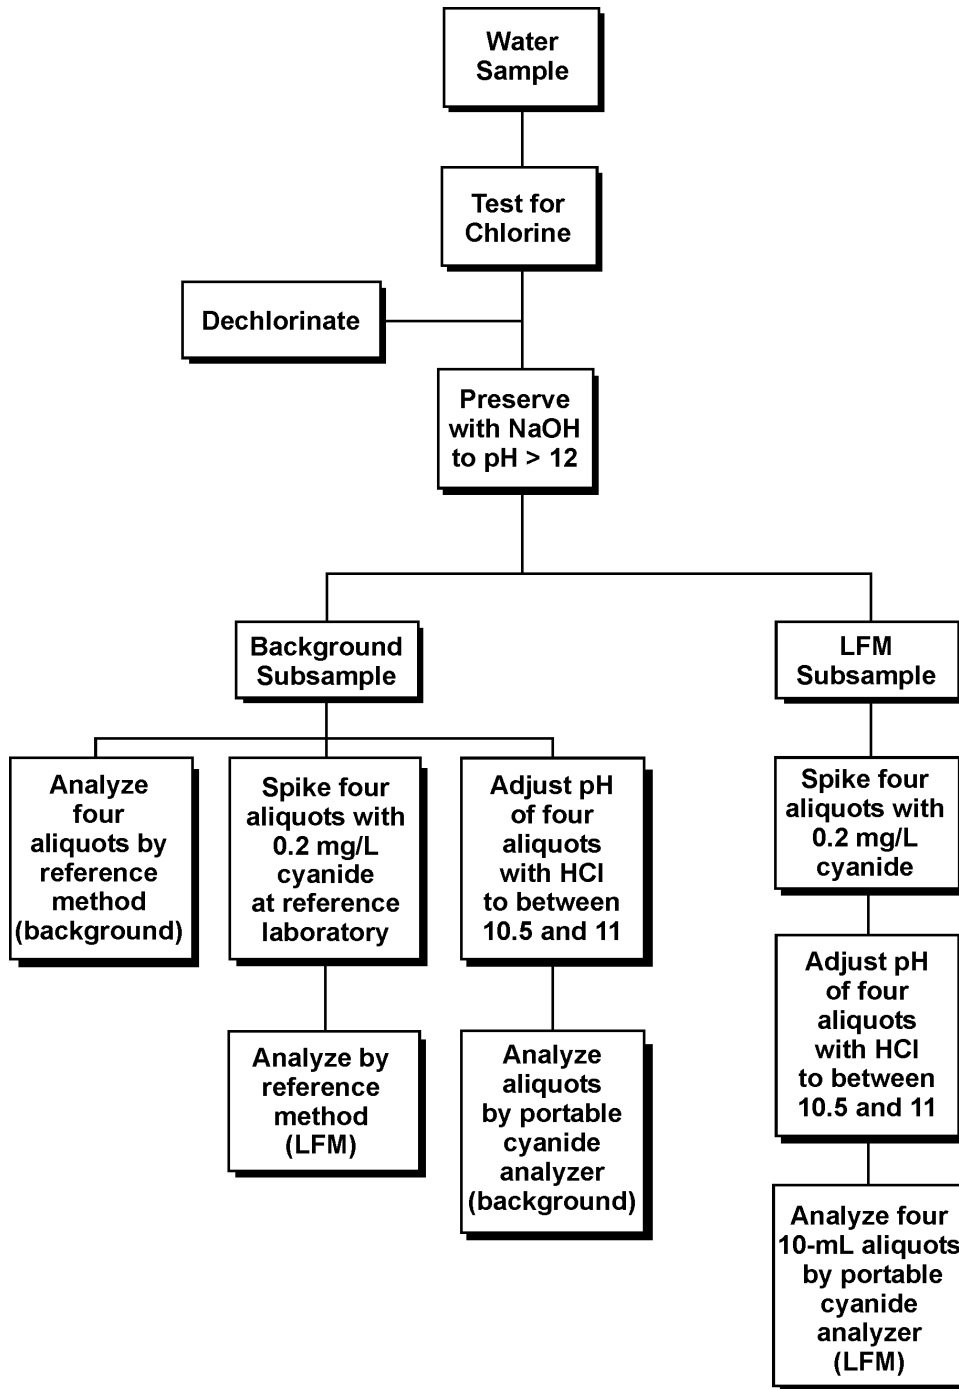 Water
Sample
Test for
Chlorine
Dechlorinate
Preserve
with NaOH
to pH > 12
Background
Subsample
LFM
Subsample
Analyze
four
aliquots by
reference
method
(background)
Spike four
aliquots with
0.2 mg/L
cyanide
at reference
laboratory
Adjust pH
of four
aliquots
with HCl
to between
10.5 and 11
Spike four
aliquots with
0.2 mg/L
cyanide
Analyze by
reference
method
(LFM)
Analyze
aliquots
by portable
cyanide
analyzer
(background)
Adjust pH
of four
aliquots
with HCl
to between
10.5 and 11
Analyze four
10-mL aliquots
by portable
cyanide
analyzer
(LFM)